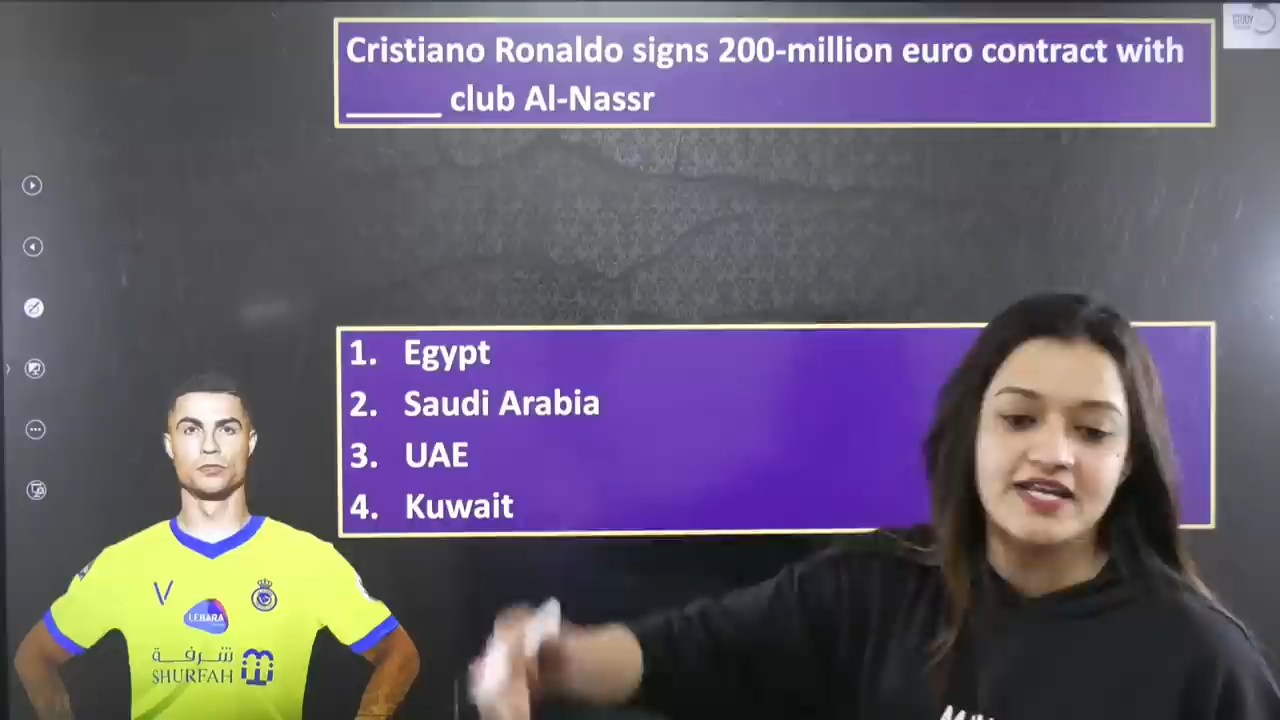 Cristiano Ronaldo signs 200-million euro contract with
______ club Al-Nassr
STUDY
1. Egypt
2. Saudi Arabia
3. UAE
4. Kuwait
LEBARA
شرفة
SHURFAH